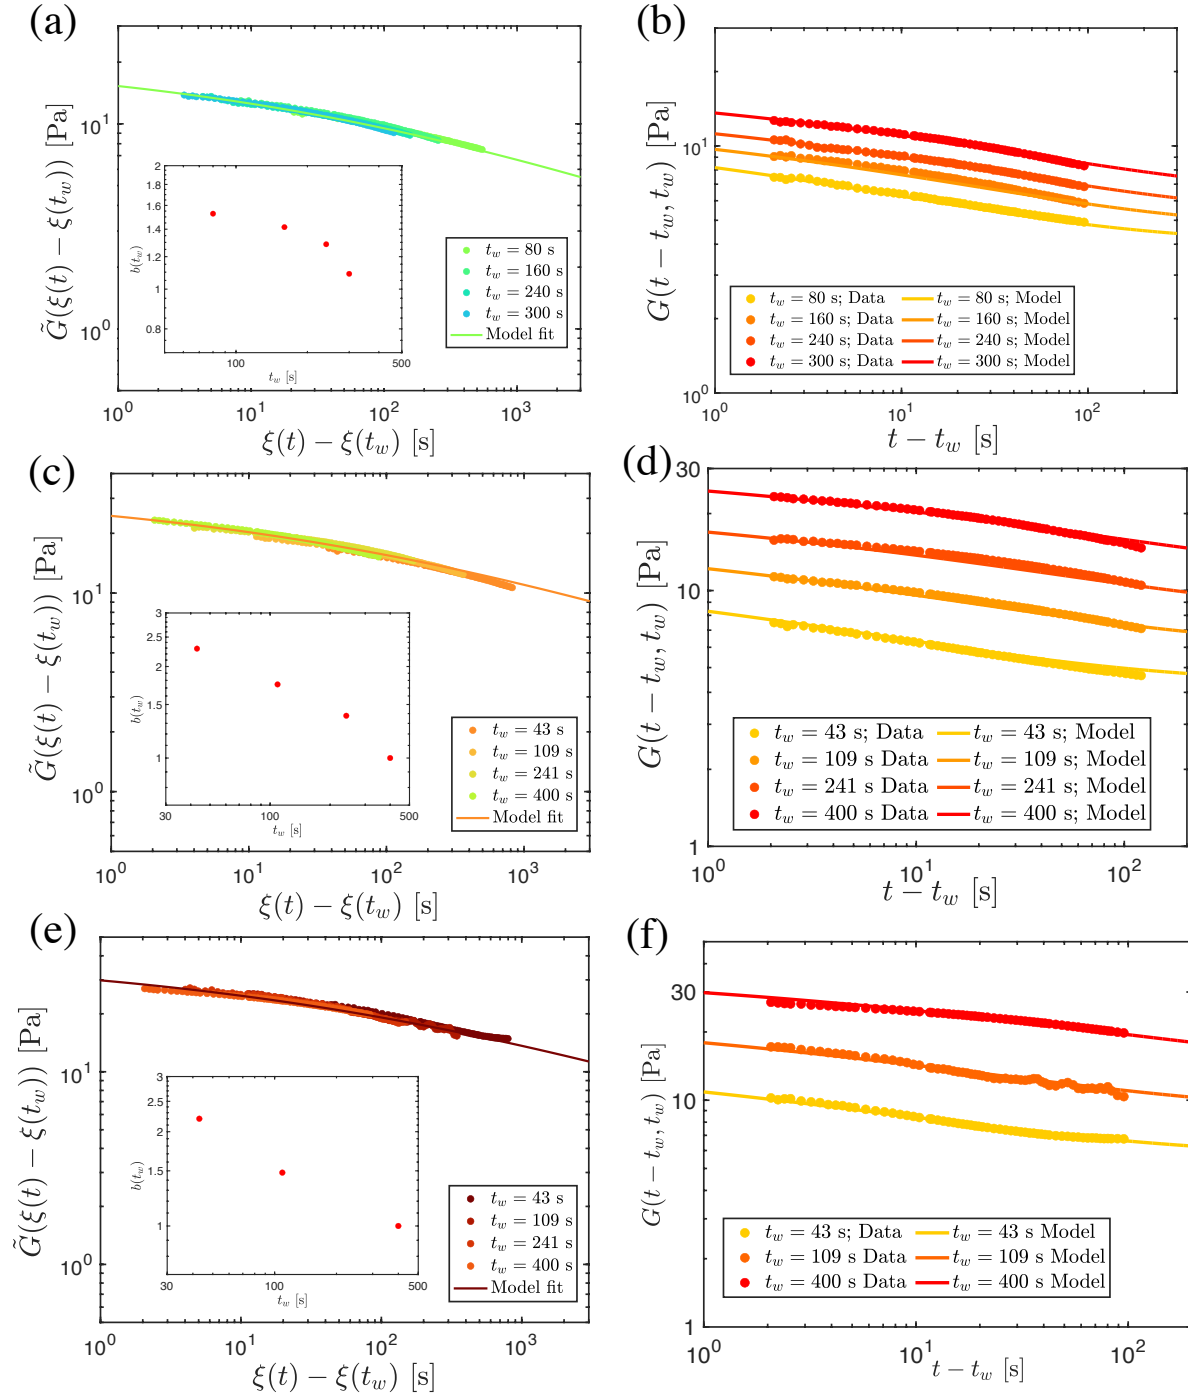 (a)
G̃(ξ(t) − ξ(t_w)) [Pa]
10^1
10^0
2
1.8
1.6
1.4
1.2
1
0.8
b(t_w)
100
500
t_w [s]
t_w = 80 s
t_w = 160 s
t_w = 240 s
t_w = 300 s
Model fit
10^0
10^1
10^2
10^3
ξ(t) − ξ(t_w) [s]
(b)
G(t − t_w, t_w) [Pa]
10^1
10^0
t_w = 80 s; Data
t_w = 80 s; Model
t_w = 160 s; Data
t_w = 160 s; Model
t_w = 240 s; Data
t_w = 240 s; Model
t_w = 300 s; Data
t_w = 300 s; Model
10^0
10^1
10^2
t − t_w [s]
(c)
G̃(ξ(t) − ξ(t_w)) [Pa]
10^1
10^0
3
2.5
2
1.5
1
b(t_w)
30
100
500
t_w [s]
t_w = 43 s
t_w = 109 s
t_w = 241 s
t_w = 400 s
Model fit
10^0
10^1
10^2
10^3
ξ(t) − ξ(t_w) [s]
(d)
G(t − t_w, t_w) [Pa]
30
10
1
t_w = 43 s; Data
t_w = 43 s; Model
t_w = 109 s Data
t_w = 109 s; Model
t_w = 241 s Data
t_w = 241 s; Model
t_w = 400 s Data
t_w = 400 s; Model
10^0
10^1
10^2
t − t_w [s]
(e)
G̃(ξ(t) − ξ(t_w)) [Pa]
10^1
10^0
3
2.5
2
1.5
1
b(t_w)
30
100
500
t_w [s]
t_w = 43 s
t_w = 109 s
t_w = 241 s
t_w = 400 s
Model fit
10^0
10^1
10^2
10^3
ξ(t) − ξ(t_w) [s]
(f)
G(t − t_w, t_w) [Pa]
30
10
1
t_w = 43 s; Data
t_w = 43 s Model
t_w = 109 s Data
t_w = 109 s Model
t_w = 400 s Data
t_w = 400 s Model
10^0
10^1
10^2
t − t_w [s]